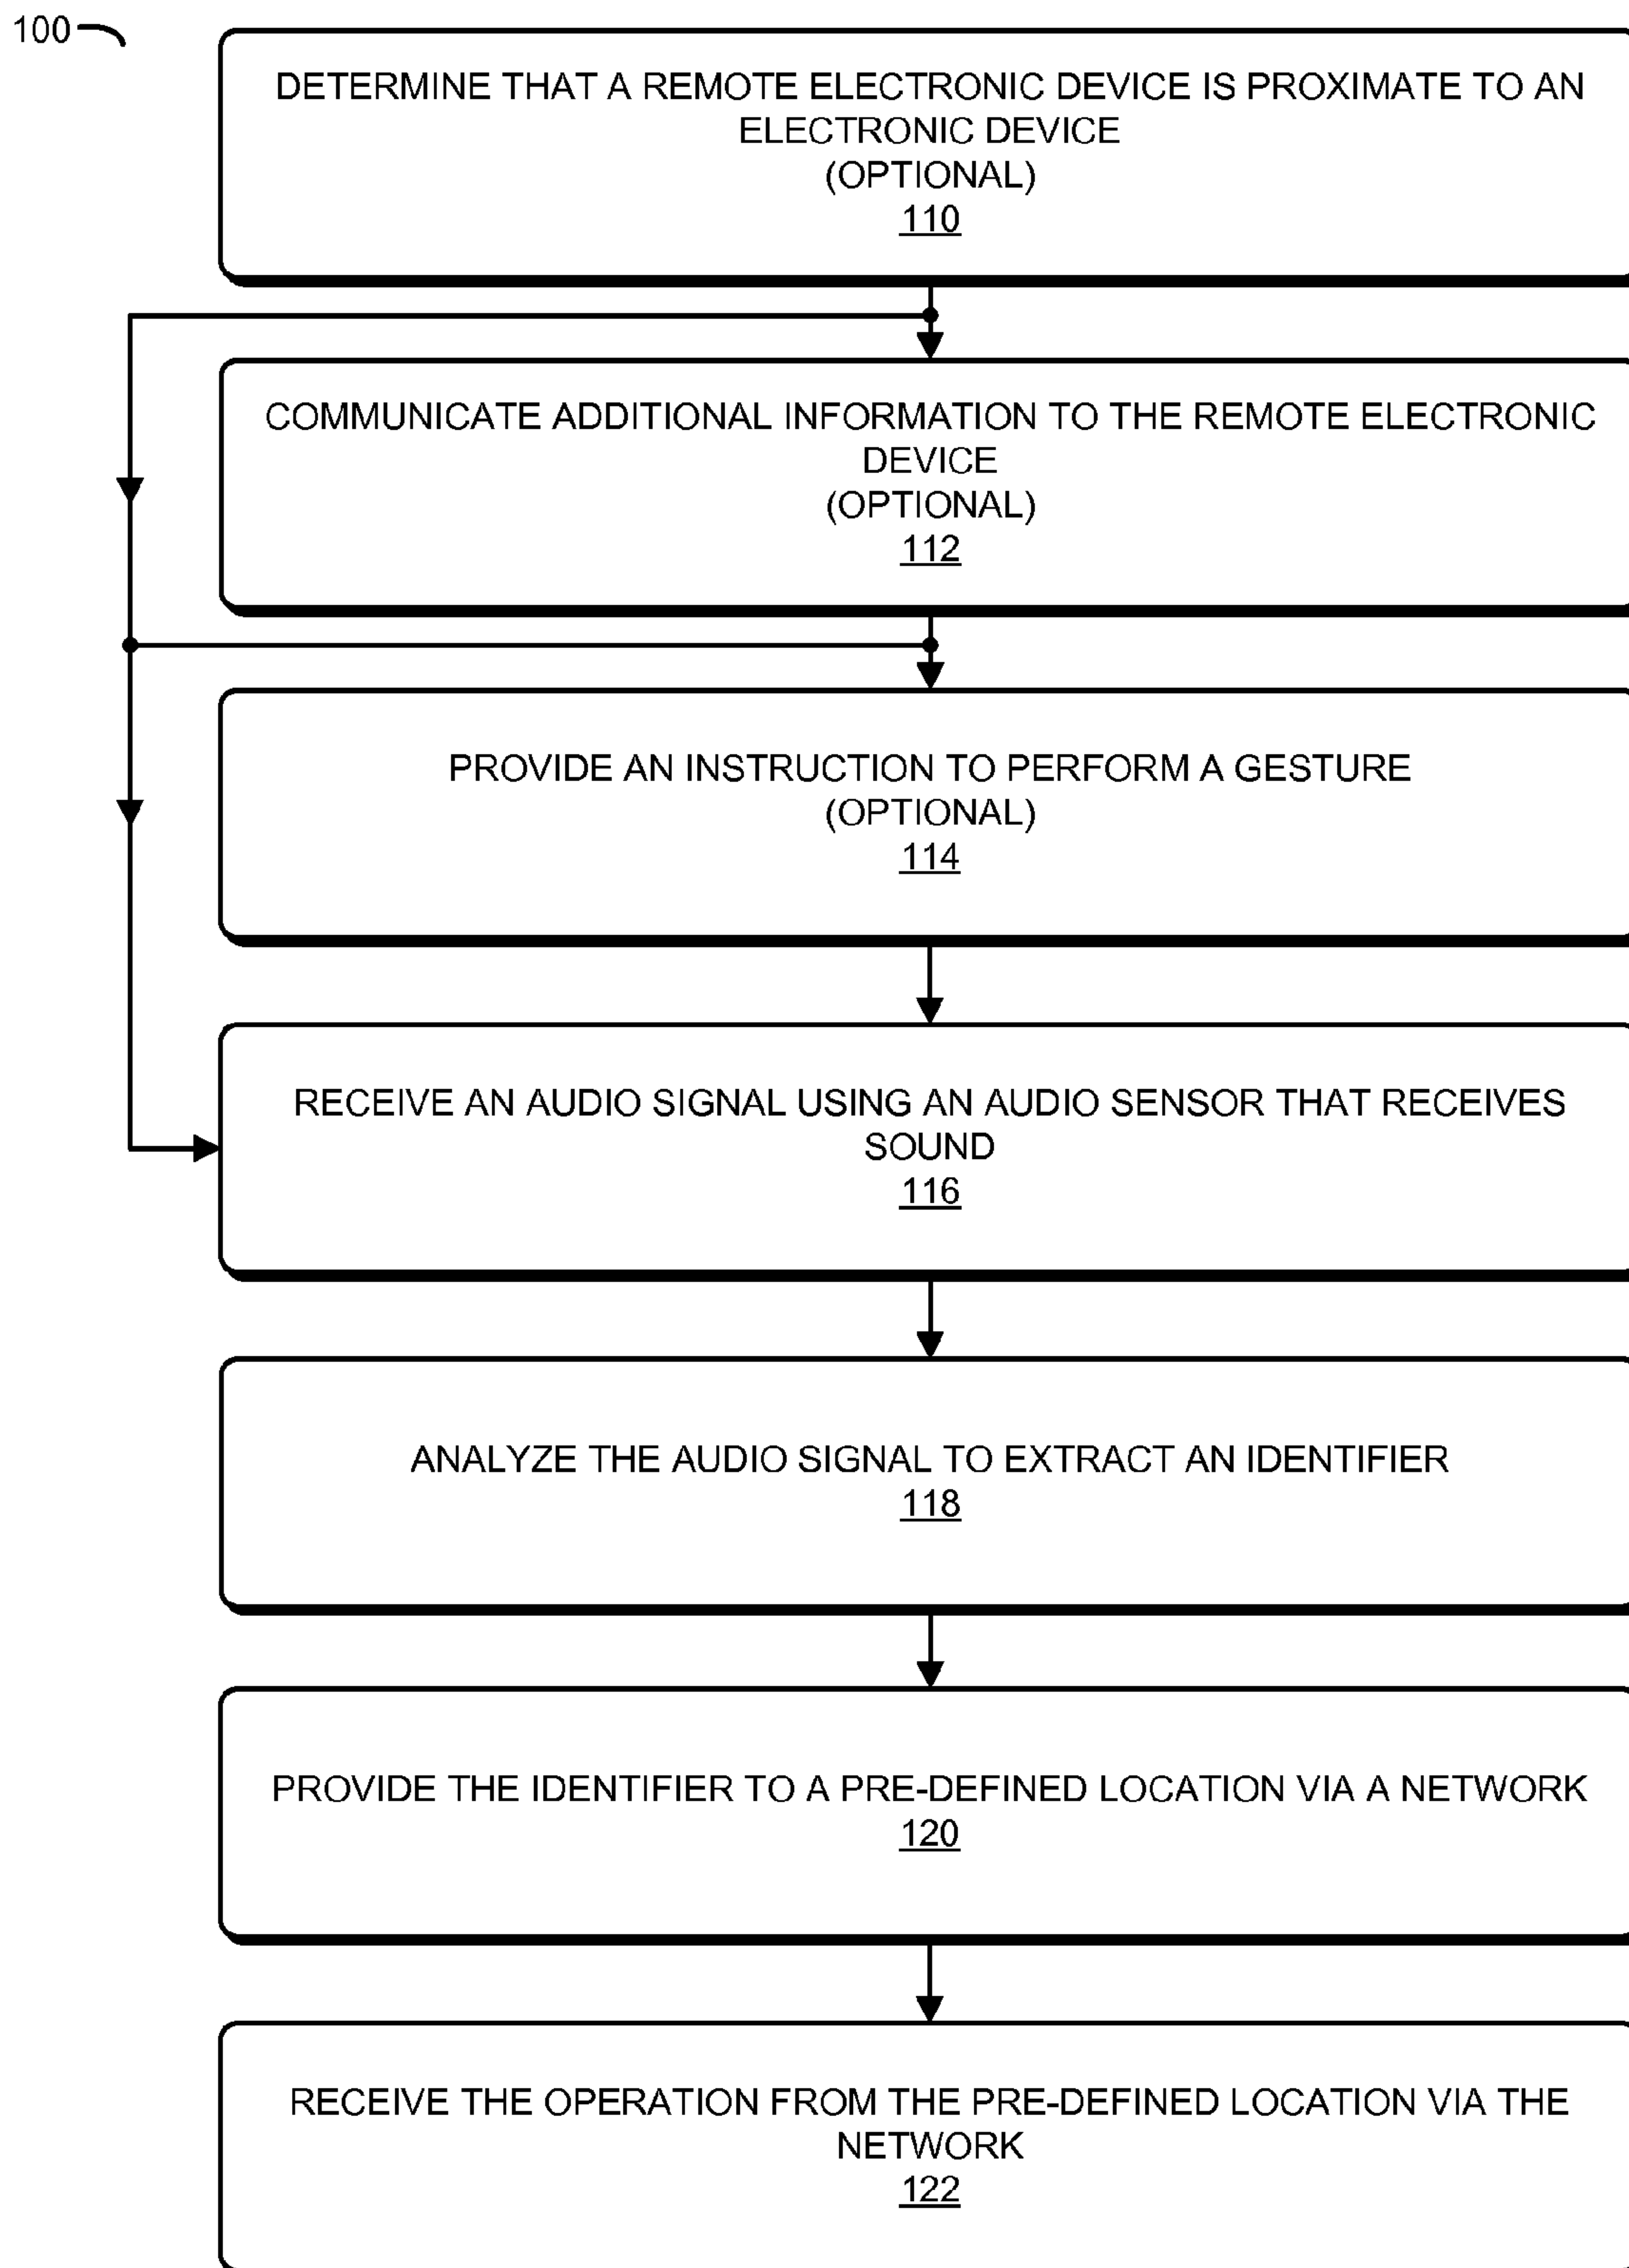 100
DETERMINE THAT A REMOTE ELECTRONIC DEVICE IS PROXIMATE TO AN
ELECTRONIC DEVICE
(OPTIONAL)
110
COMMUNICATE ADDITIONAL INFORMATION TO THE REMOTE ELECTRONIC
DEVICE
(OPTIONAL)
112
PROVIDE AN INSTRUCTION TO PERFORM A GESTURE
(OPTIONAL)
114
RECEIVE AN AUDIO SIGNAL USING AN AUDIO SENSOR THAT RECEIVES
SOUND
116
ANALYZE THE AUDIO SIGNAL TO EXTRACT AN IDENTIFIER
118
PROVIDE THE IDENTIFIER TO A PRE-DEFINED LOCATION VIA A NETWORK
120
RECEIVE THE OPERATION FROM THE PRE-DEFINED LOCATION VIA THE
NETWORK
122